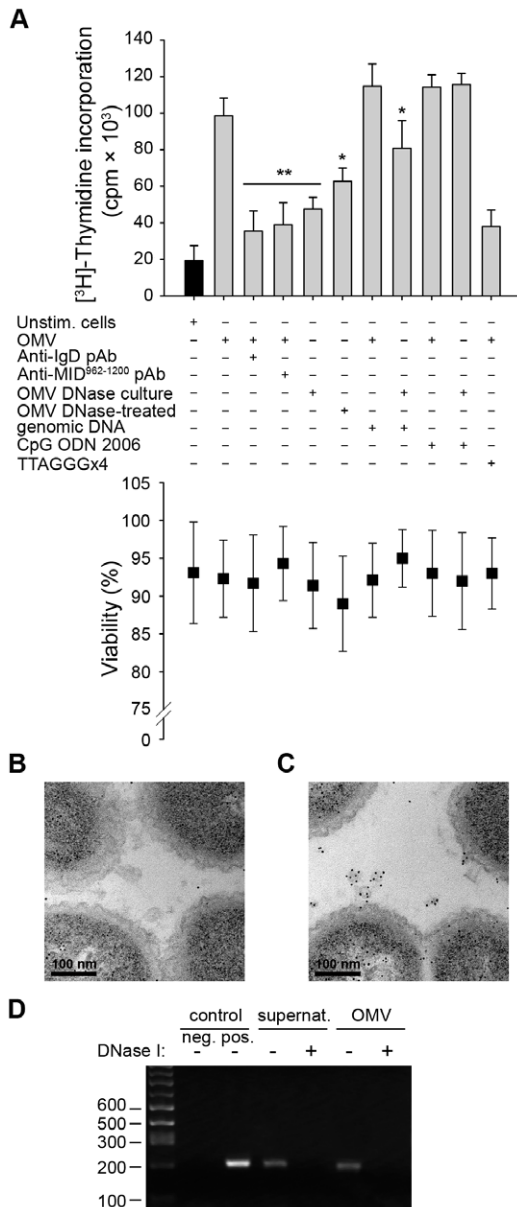 A
[³H]-Thymidine incorporation
(cpm × 10³)
140
120
100
80
60
40
20
0
**
*
*
Unstim. cells + – – – – – – – – – –
OMV – + + + – – + – + – +
Anti-IgD pAb – – + – – – – – – – –
Anti-MID⁹⁶²⁻¹²⁰⁰ pAb – – – + – – – – – – –
OMV DNase culture – – – – + – – + – + –
OMV DNase-treated – – – – – + – – – – –
genomic DNA – – – – – – + + – – –
CpG ODN 2006 – – – – – – – – + + –
TTAGGGx4 – – – – – – – – – – +
Viability (%)
105
100
95
90
85
80
75
0
B
100 nm
C
100 nm
D
control supernat. OMV
neg. pos.
DNase I: - - - + - +
600
500
300
200
100